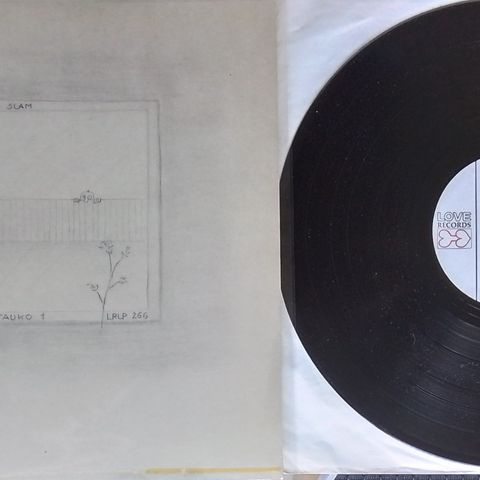 SLAM
TAUKO 1 LRLP 266
LOVE
RECORDS